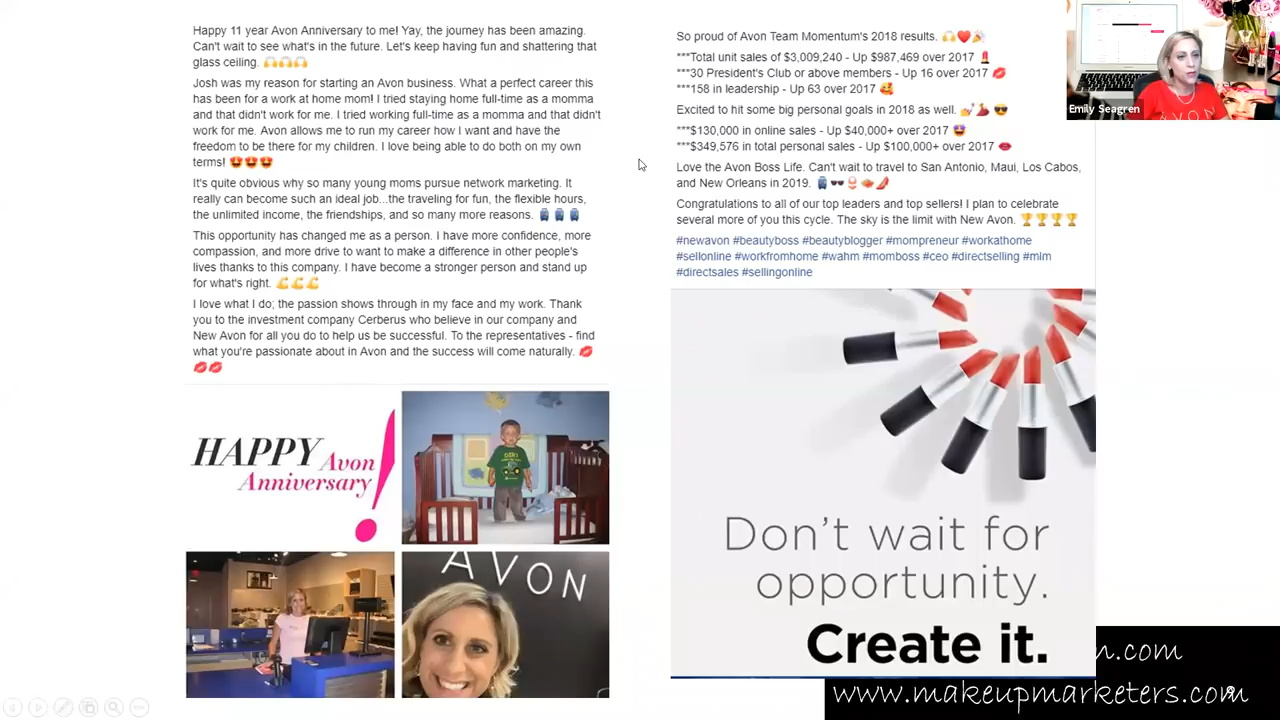 Happy 11 year Avon Anniversary to me! Yay, the journey has been amazing.
Can't wait to see what's in the future. Let's keep having fun and shattering that
glass ceiling. 🙌🙌🙌
Josh was my reason for starting an Avon business. What a perfect career this
has been for a work at home mom! I tried staying home full-time as a momma
and that didn't work for me. I tried working full-time as a momma and that didn't
work for me. Avon allows me to run my career how I want and have the
freedom to be there for my children. I love being able to do both on my own
terms! 😍😍😍
It's quite obvious why so many young moms pursue network marketing. It
really can become such an ideal job...the traveling for fun, the flexible hours,
the unlimited income, the friendships, and so many more reasons. 🧳🧳🧳
This opportunity has changed me as a person. I have more confidence, more
compassion, and more drive to want to make a difference in other people's
lives thanks to this company. I have become a stronger person and stand up
for what's right. 💪💪💪
I love what I do; the passion shows through in my face and my work. Thank
you to the investment company Cerberus who believe in our company and
New Avon for all you do to help us be successful. To the representatives - find
what you're passionate about in Avon and the success will come naturally. 💋
💋💋
HAPPY Avon
Anniversary!
AVON
So proud of Avon Team Momentum's 2018 results. 🙌❤️🎉
***Total unit sales of $3,009,240 - Up $987,469 over 2017 💄
***30 President's Club or above members - Up 16 over 2017 💋
***158 in leadership - Up 63 over 2017 🥰
Excited to hit some big personal goals in 2018 as well. 💅💄😎
***$130,000 in online sales - Up $40,000+ over 2017 🤩
***$349,576 in total personal sales - Up $100,000+ over 2017 👄
Love the Avon Boss Life. Can't wait to travel to San Antonio, Maui, Los Cabos,
and New Orleans in 2019. 🧳🕶️👙👒👠
Congratulations to all of our top leaders and top sellers! I plan to celebrate
several more of you this cycle. The sky is the limit with New Avon. 🏆🏆🏆🏆
#newavon #beautyboss #beautyblogger #mompreneur #workathome
#sellonline #workfromhome #wahm #momboss #ceo #directselling #mlm
#directsales #sellingonline
Don't wait for
opportunity.
Create it.
.com
www.makeupmarketers.com
Emily Seagren
AVON